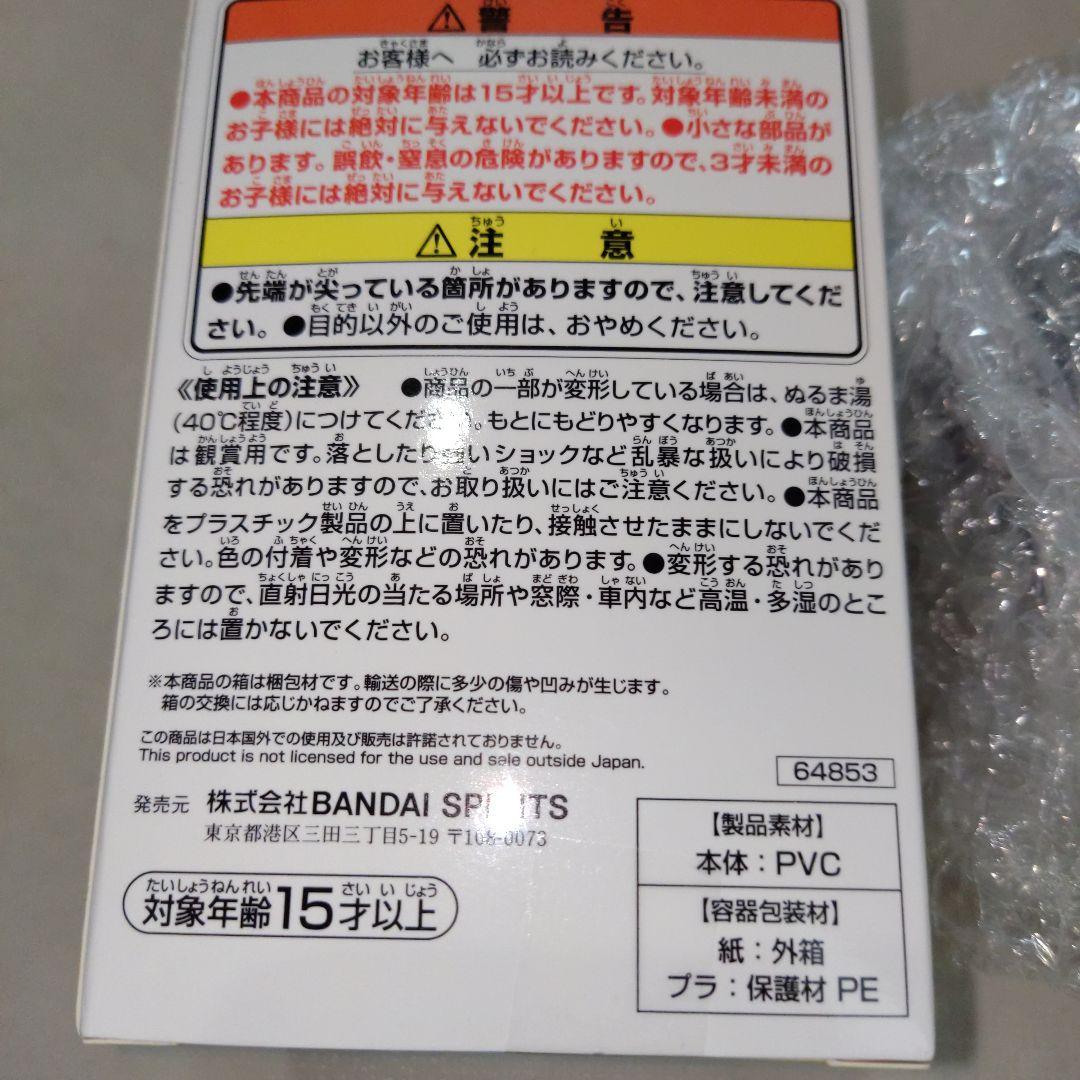 ⚠警告
お客様へ 必ずお読みください。
●本商品の対象年齢は15才以上です。対象年齢未満の
お子様には絶対に与えないでください。●小さな部品が
あります。誤飲・窒息の危険がありますので、3才未満の
お子様には絶対に与えないでください。
⚠注意
●先端が尖っている箇所がありますので、注意してくだ
さい。●目的以外のご使用は、おやめください。
《使用上の注意》 ●商品の一部が変形している場合は、ぬるま湯
(40℃程度)につけてください。もとにもどりやすくなります。●本商品
は観賞用です。落としたり強いショックなど乱暴な扱いにより破損
する恐れがありますので、お取り扱いにはご注意ください。●本商品
をプラスチック製品の上に置いたり、接触させたままにしないでくだ
さい。色の付着や変形などの恐れがあります。●変形する恐れがあり
ますので、直射日光の当たる場所や窓際・車内など高温・多湿のとこ
ろには置かないでください。
※本商品の箱は梱包材です。輸送の際に多少の傷や凹みが生じます。
箱の交換には応じかねますのでご了承ください。
この商品は日本国外での使用及び販売は許諾されておりません。
This product is not licensed for the use and sale outside Japan.
64853
発売元 株式会社BANDAI SPIRITS
東京都港区三田三丁目5-19 〒108-0073
対象年齢15才以上
【製品素材】
本体：PVC
【容器包装材】
紙：外箱
プラ：保護材 PE